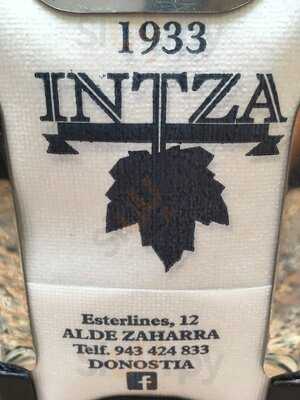 1933
INTZA
Esterlines, 12
ALDE ZAHARRA
Telf. 943 424 833
DONOSTIA
f